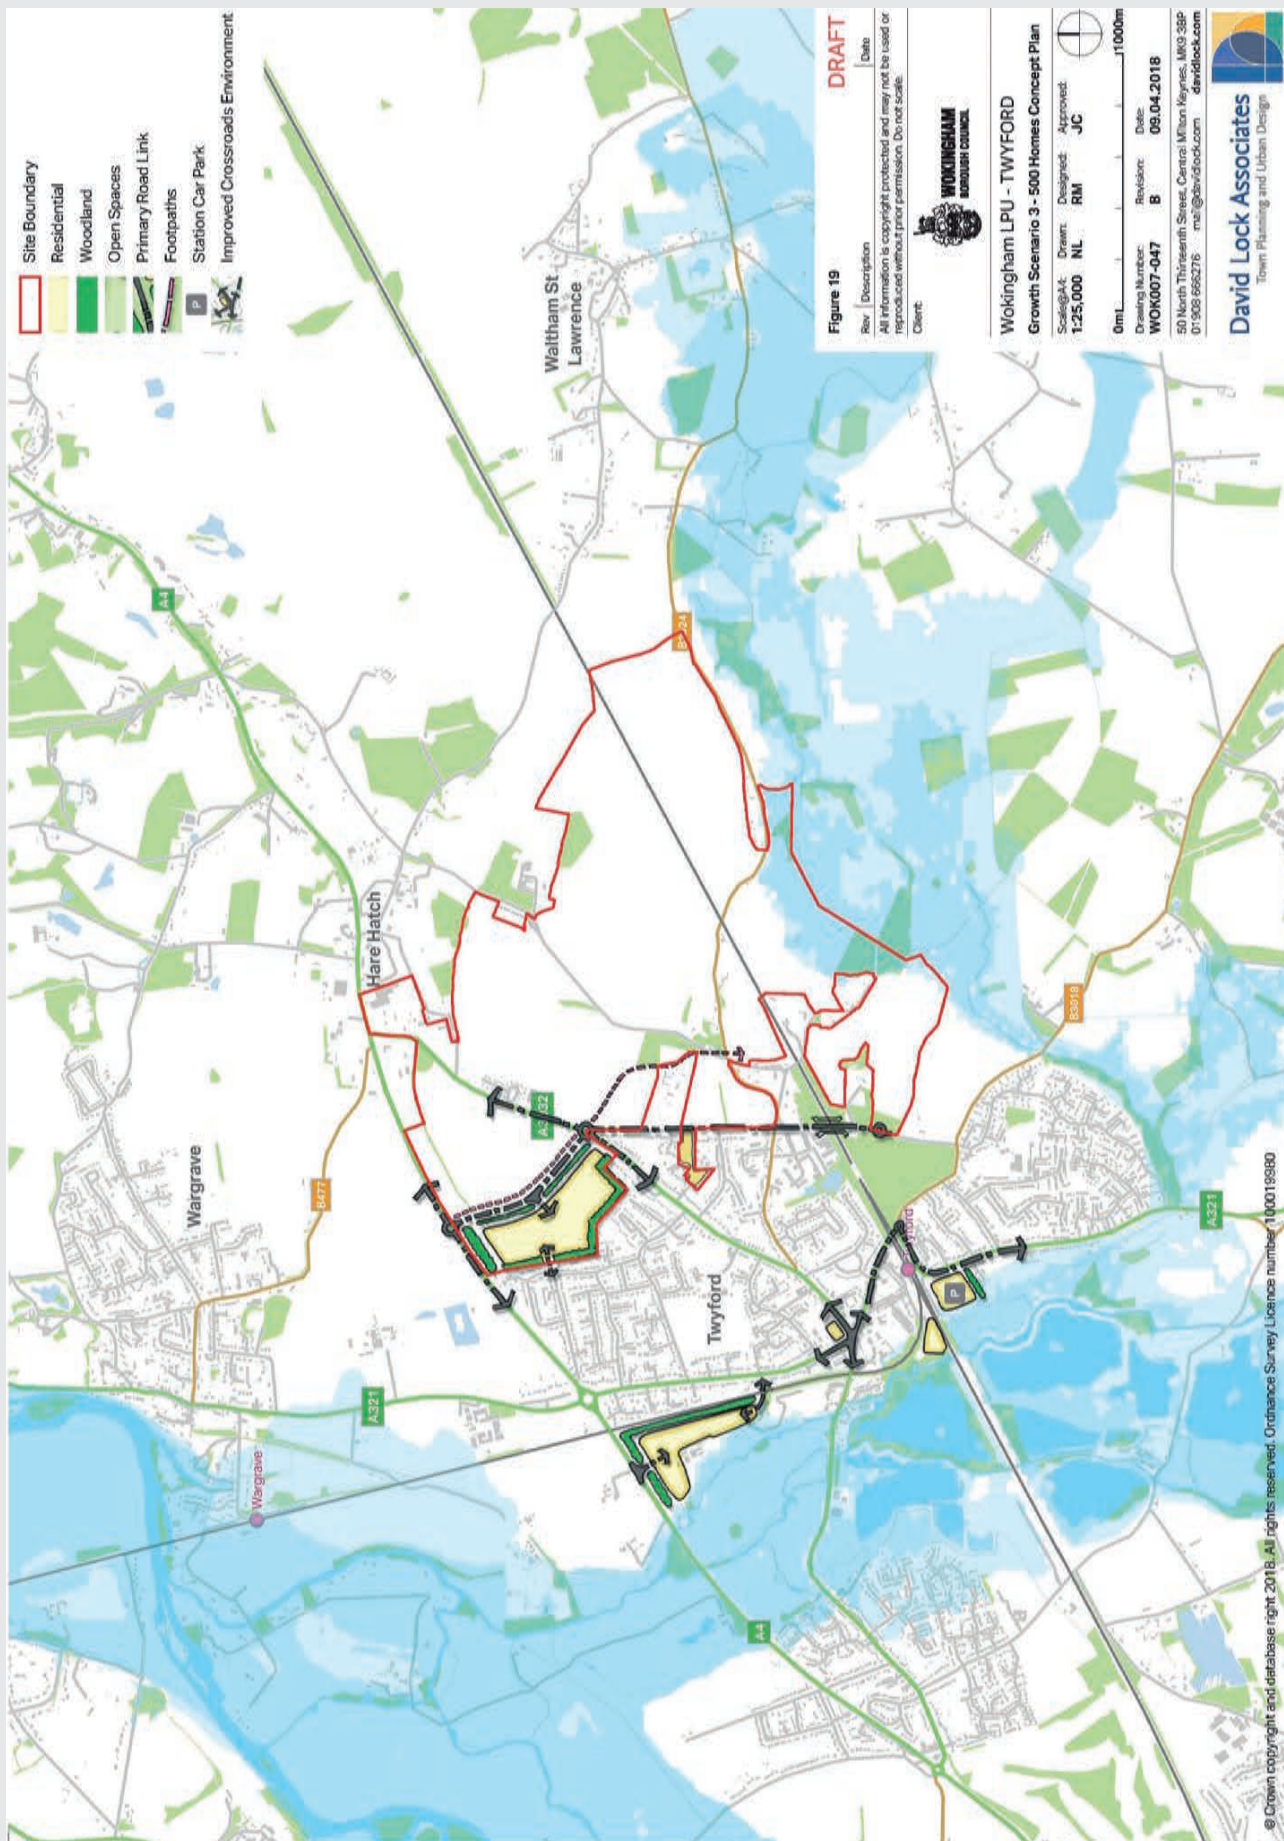 Site Boundary
Residential
Woodland
Open Spaces
Primary Road Link
Footpaths
P
Station Car Park
Improved Crossroads Environment
A4
Hare Hatch
Waltham St
Lawrence
Wargrave
B477
A321
Wargrave
Twyford
P
B3018
A321
A4
Figure 19
DRAFT
Rev Description Date
All information is copyright protected and may not be used or
reproduced without prior permission. Do not scale.
Client:
WOKINGHAM
BOROUGH COUNCIL
Wokingham LPU - TWYFORD
Growth Scenario 3 - 500 Homes Concept Plan
Scale@A4: Drawn: Designed: Approved:
1:25,000 NL RM JC
0m 1000m
Drawing Number: Revision: Date:
WOK007-047 B 09.04.2018
50 North Thirteenth Street, Central Milton Keynes, MK9 3BP
01908 666276 mail@davidlock.com davidlock.com
David Lock Associates
Town Planning and Urban Design
© Crown copyright and database right 2018. All rights reserved. Ordnance Survey Licence number 100019980